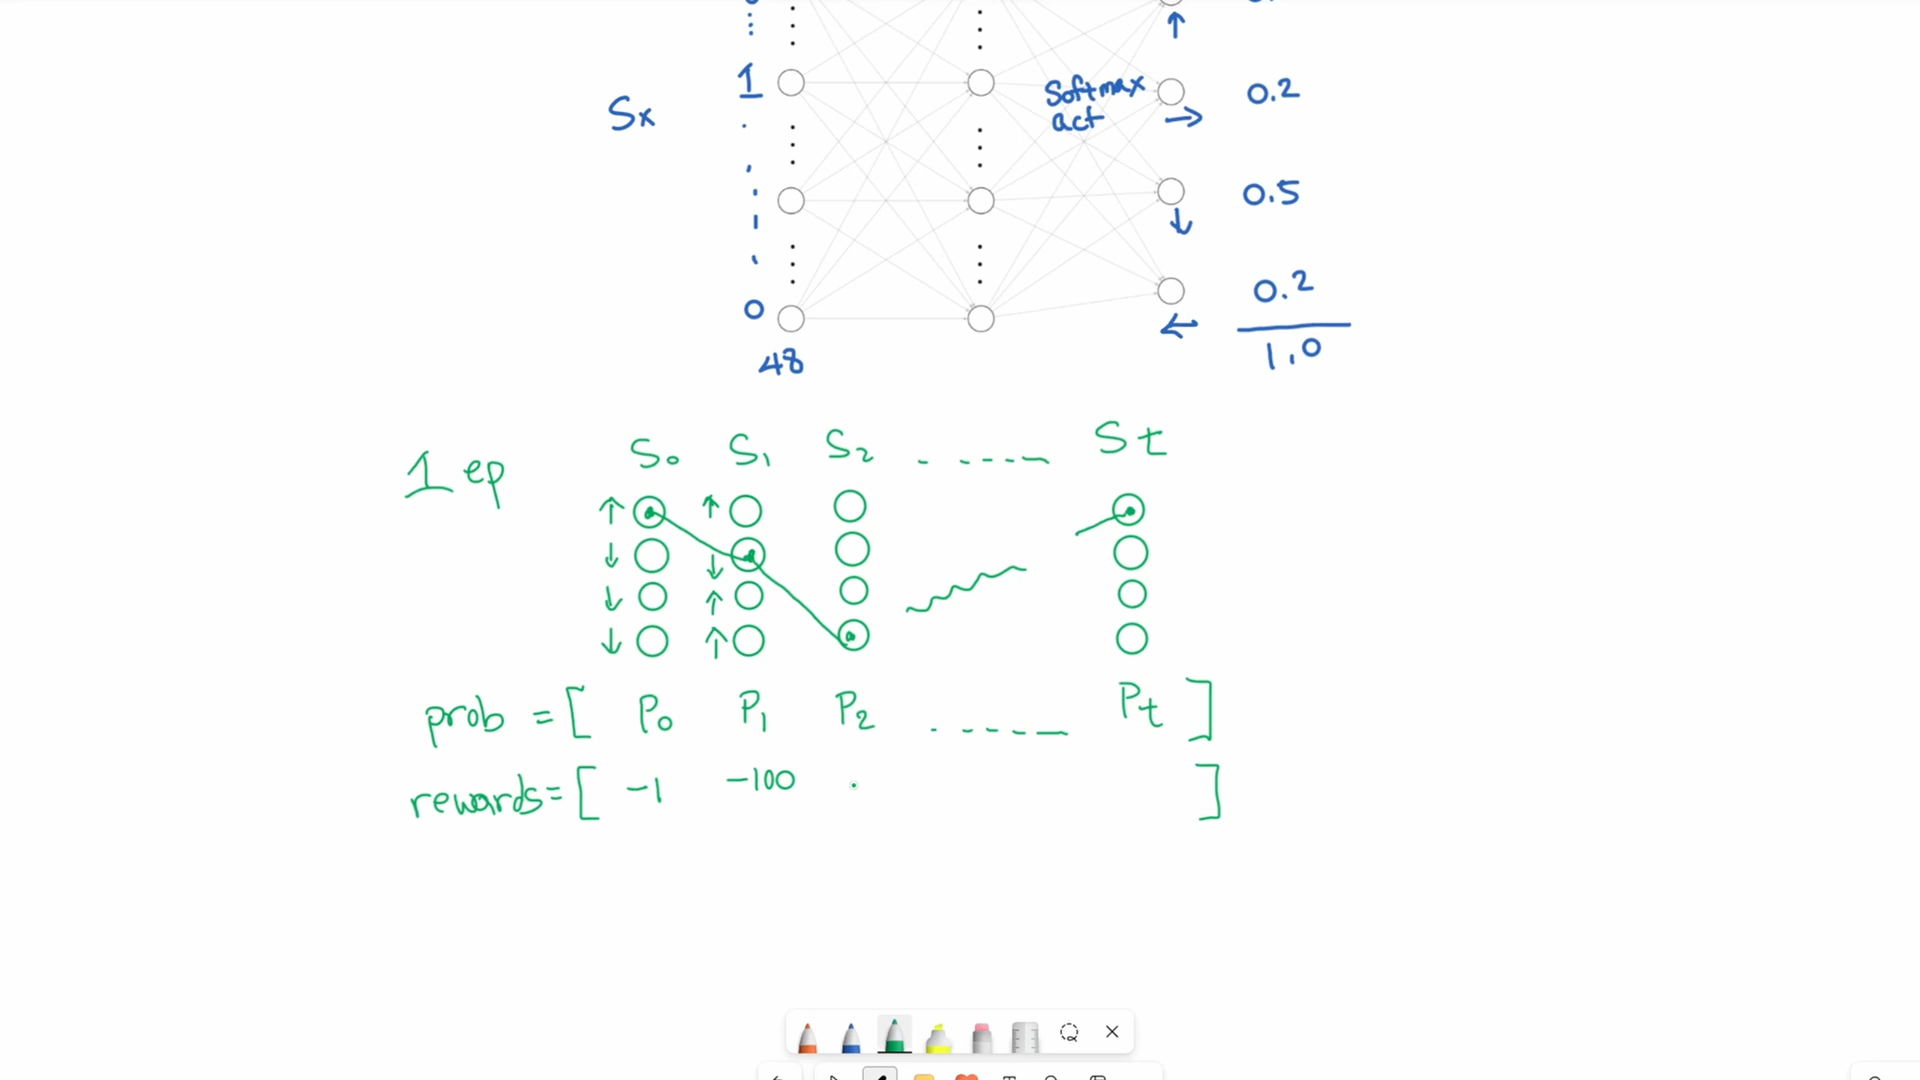 1
Softmax
act
→
0.2
Sx
0.5
0.2
0
48
1.0
1 ep
S0 S1 S2 ------ St
prob = [ P0 P1 P2 ------ Pt ]
rewards = [ -1 -100 . ]